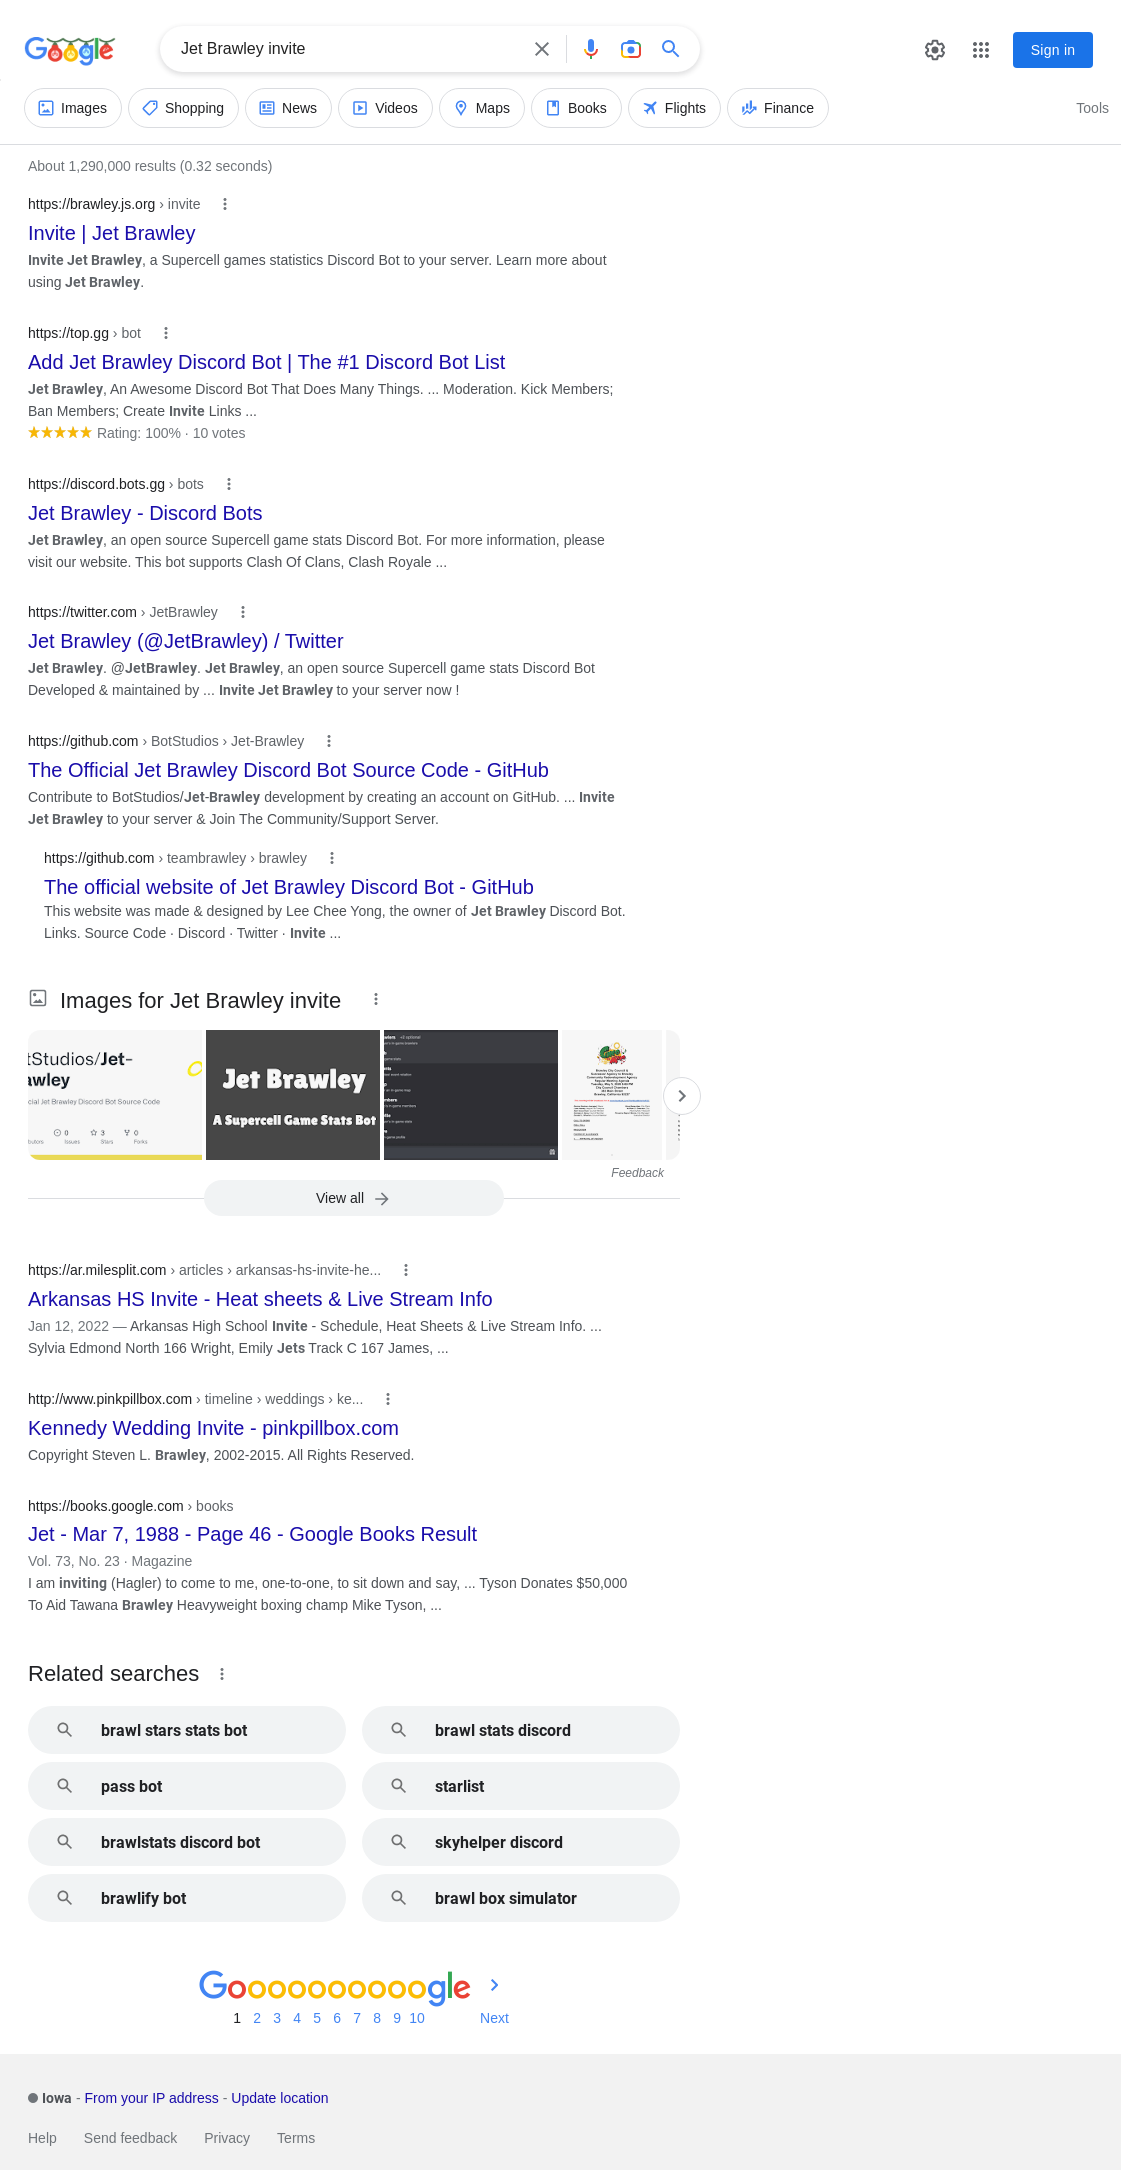 Google
Jet Brawley invite
Sign in
Images Shopping News Videos Maps Books Flights Finance Tools
About 1,290,000 results (0.32 seconds)
https://brawley.js.org › invite
Invite | Jet Brawley
Invite Jet Brawley, a Supercell games statistics Discord Bot to your server. Learn more about
using Jet Brawley.
https://top.gg › bot
Add Jet Brawley Discord Bot | The #1 Discord Bot List
Jet Brawley, An Awesome Discord Bot That Does Many Things. ... Moderation. Kick Members;
Ban Members; Create Invite Links ...
Rating: 100% · 10 votes
https://discord.bots.gg › bots
Jet Brawley - Discord Bots
Jet Brawley, an open source Supercell game stats Discord Bot. For more information, please
visit our website. This bot supports Clash Of Clans, Clash Royale ...
https://twitter.com › JetBrawley
Jet Brawley (@JetBrawley) / Twitter
Jet Brawley. @JetBrawley. Jet Brawley, an open source Supercell game stats Discord Bot
Developed & maintained by ... Invite Jet Brawley to your server now !
https://github.com › BotStudios › Jet-Brawley
The Official Jet Brawley Discord Bot Source Code - GitHub
Contribute to BotStudios/Jet-Brawley development by creating an account on GitHub. ... Invite
Jet Brawley to your server & Join The Community/Support Server.
https://github.com › teambrawley › brawley
The official website of Jet Brawley Discord Bot - GitHub
This website was made & designed by Lee Chee Yong, the owner of Jet Brawley Discord Bot.
Links. Source Code · Discord · Twitter · Invite ...
Images for Jet Brawley invite
tStudios/Jet-
awley
cial Jet Brawley Discord Bot Source Code
0 3 0
Issues Stars Forks
Jet Brawley
A Supercell Game Stats Bot
Feedback
View all
https://ar.milesplit.com › articles › arkansas-hs-invite-he...
Arkansas HS Invite - Heat sheets & Live Stream Info
Jan 12, 2022 — Arkansas High School Invite - Schedule, Heat Sheets & Live Stream Info. ...
Sylvia Edmond North 166 Wright, Emily Jets Track C 167 James, ...
http://www.pinkpillbox.com › timeline › weddings › ke...
Kennedy Wedding Invite - pinkpillbox.com
Copyright Steven L. Brawley, 2002-2015. All Rights Reserved.
https://books.google.com › books
Jet - Mar 7, 1988 - Page 46 - Google Books Result
Vol. 73, No. 23 · Magazine
I am inviting (Hagler) to come to me, one-to-one, to sit down and say, ... Tyson Donates $50,000
To Aid Tawana Brawley Heavyweight boxing champ Mike Tyson, ...
Related searches
brawl stars stats bot brawl stats discord
pass bot starlist
brawlstats discord bot skyhelper discord
brawlify bot brawl box simulator
Goooooooooogle
1 2 3 4 5 6 7 8 9 10 Next
Iowa - From your IP address - Update location
Help Send feedback Privacy Terms